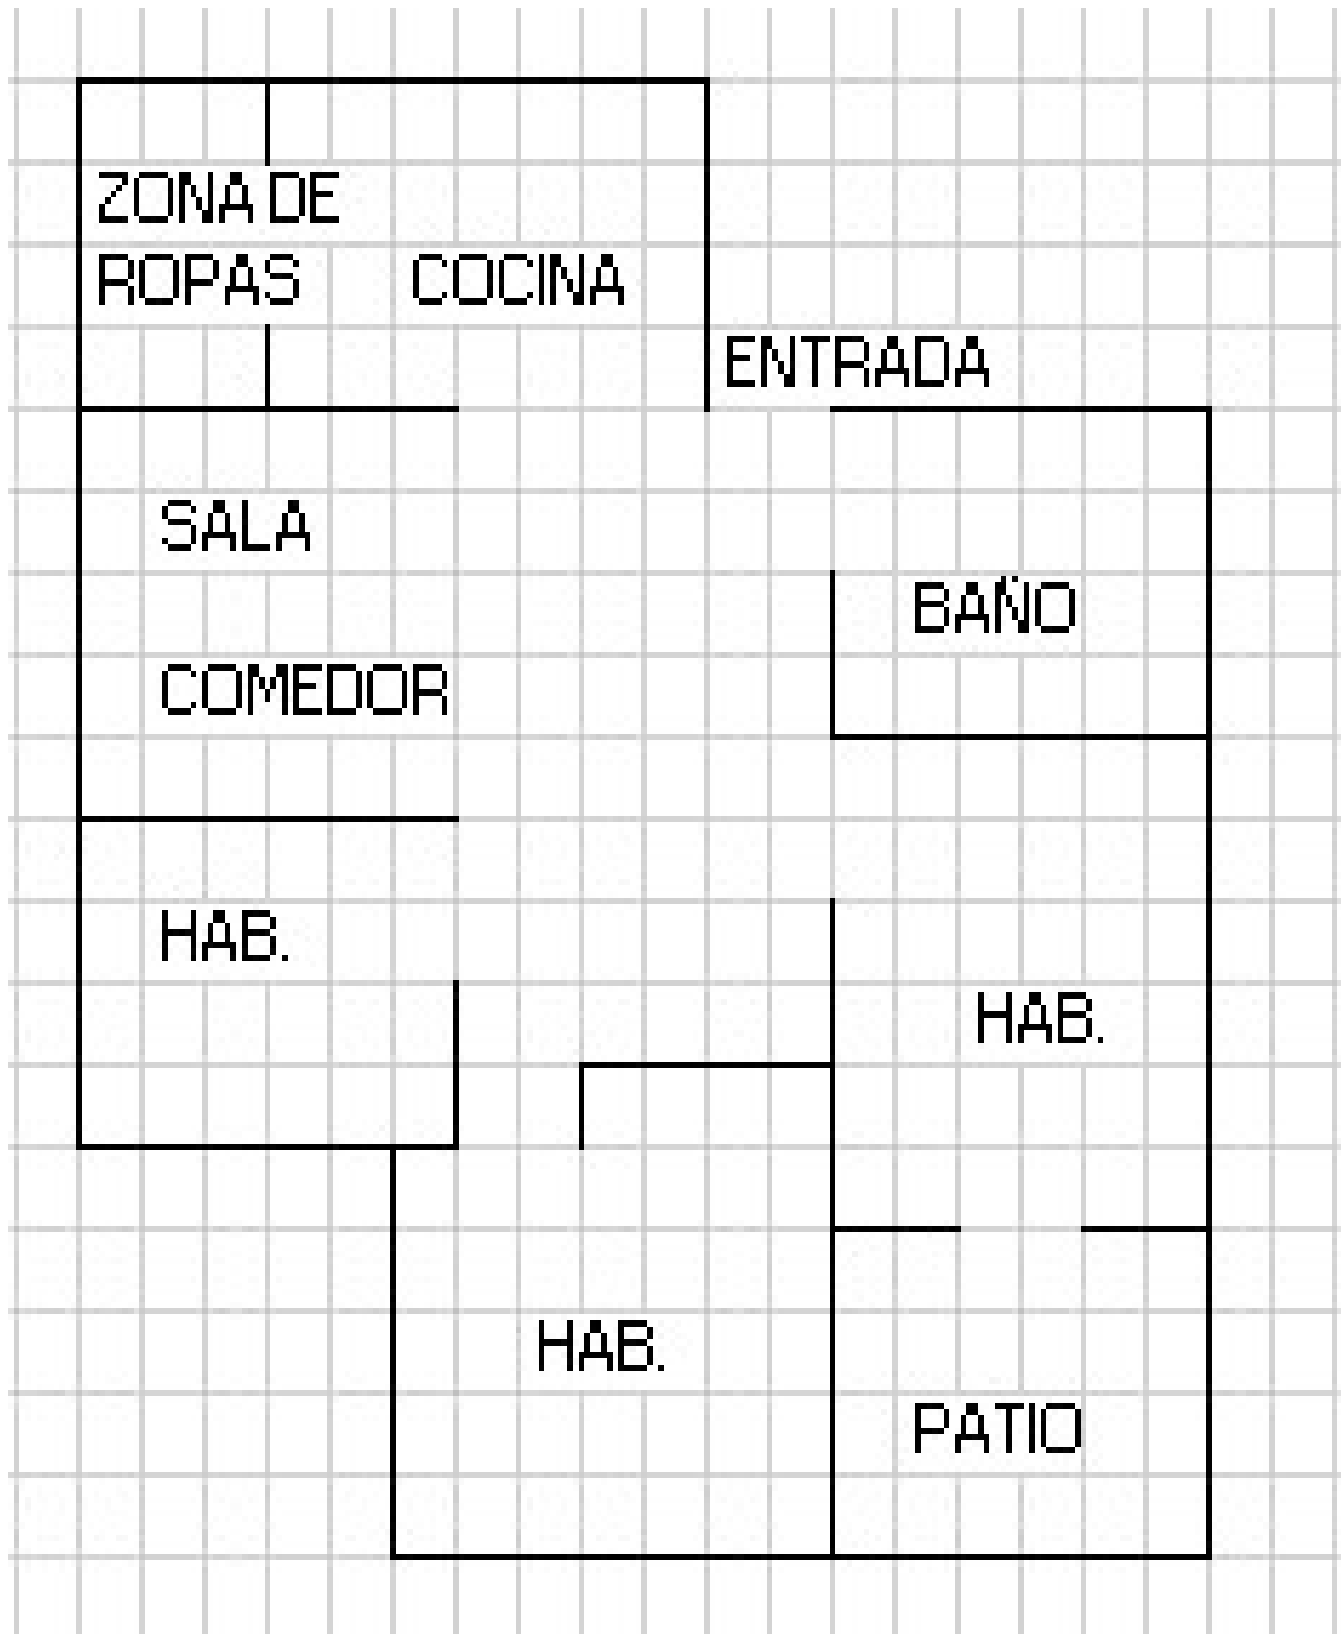 ZONA DE
ROPAS
COCINA
ENTRADA
SALA
BAÑO
COMEDOR
HAB.
HAB.
HAB.
PATIO